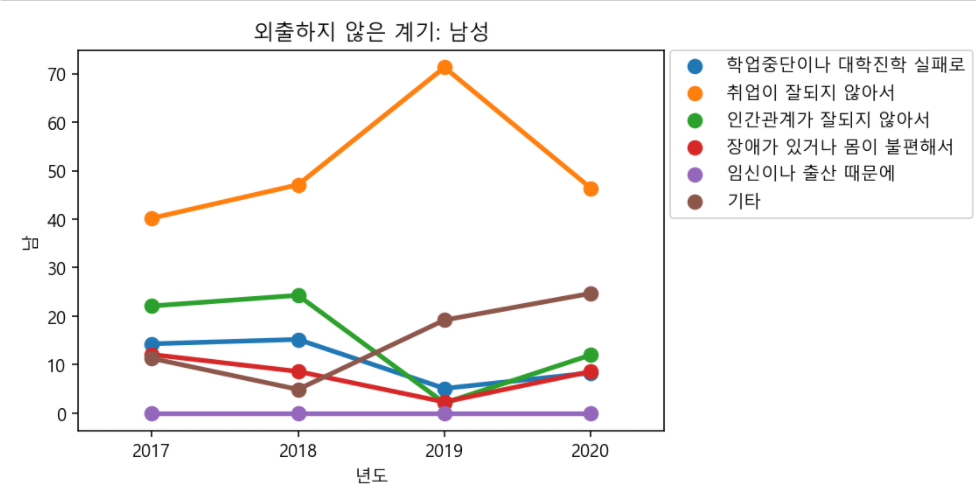 외출하지 않은 계기: 남성
70
60
50
40
30
20
10
0
남
2017 2018 2019 2020
년도
학업중단이나 대학진학 실패로
취업이 잘되지 않아서
인간관계가 잘되지 않아서
장애가 있거나 몸이 불편해서
임신이나 출산 때문에
기타